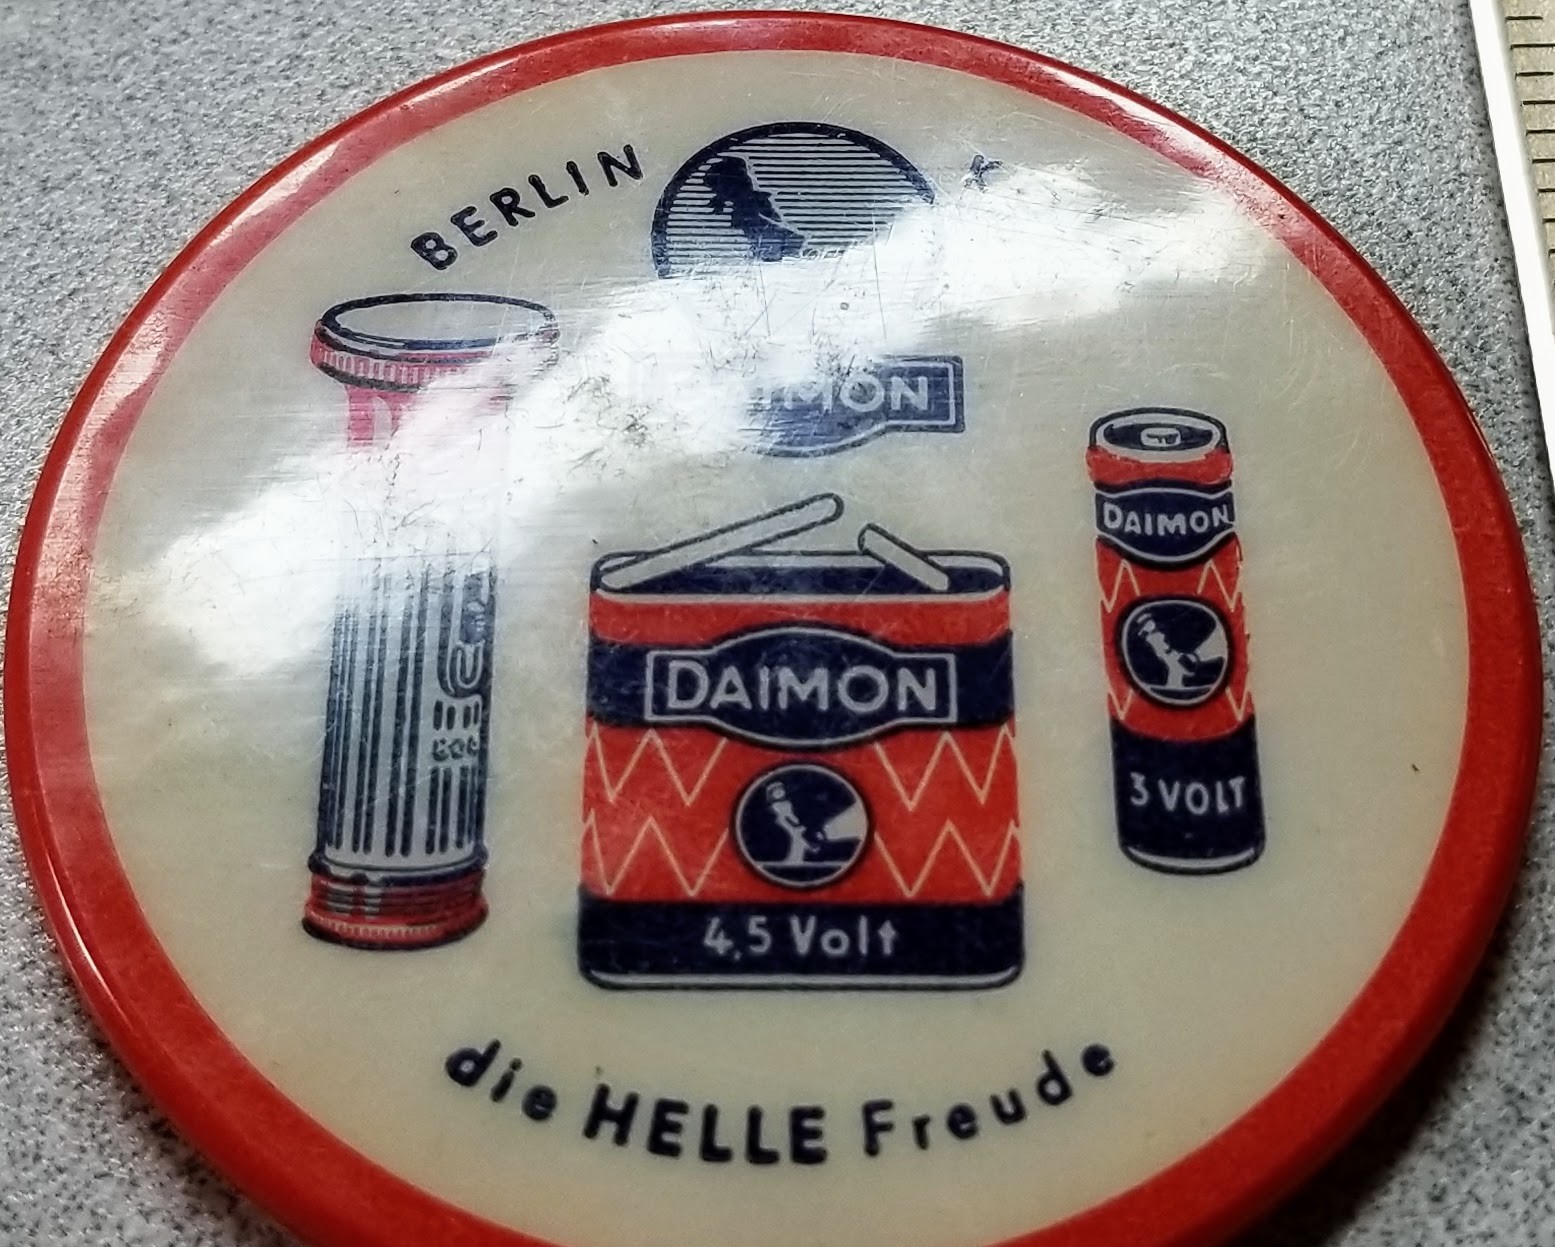 BERLIN
DAIMON
DAIMON
3 VOLT
DAIMON
4,5 Volt
die HELLE Freude